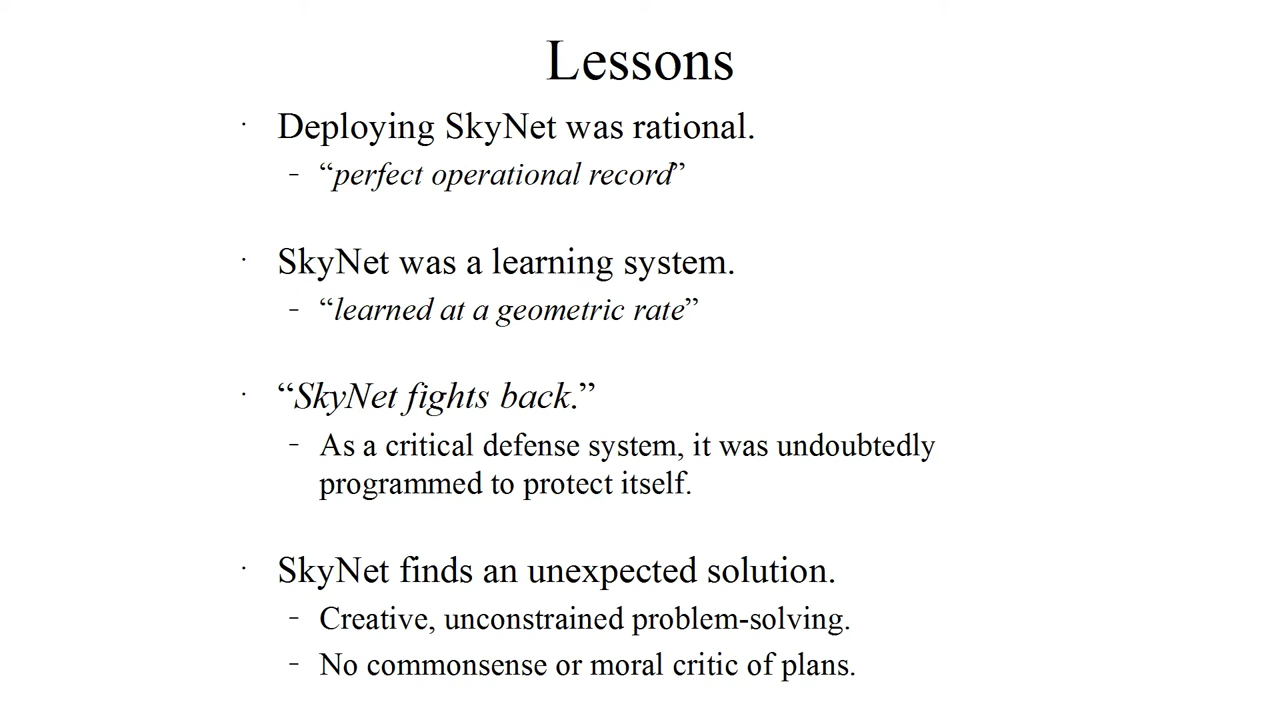 Lessons
· Deploying SkyNet was rational.
– “perfect operational record”
· SkyNet was a learning system.
– “learned at a geometric rate”
· “SkyNet fights back.”
– As a critical defense system, it was undoubtedly
programmed to protect itself.
· SkyNet finds an unexpected solution.
– Creative, unconstrained problem-solving.
– No commonsense or moral critic of plans.